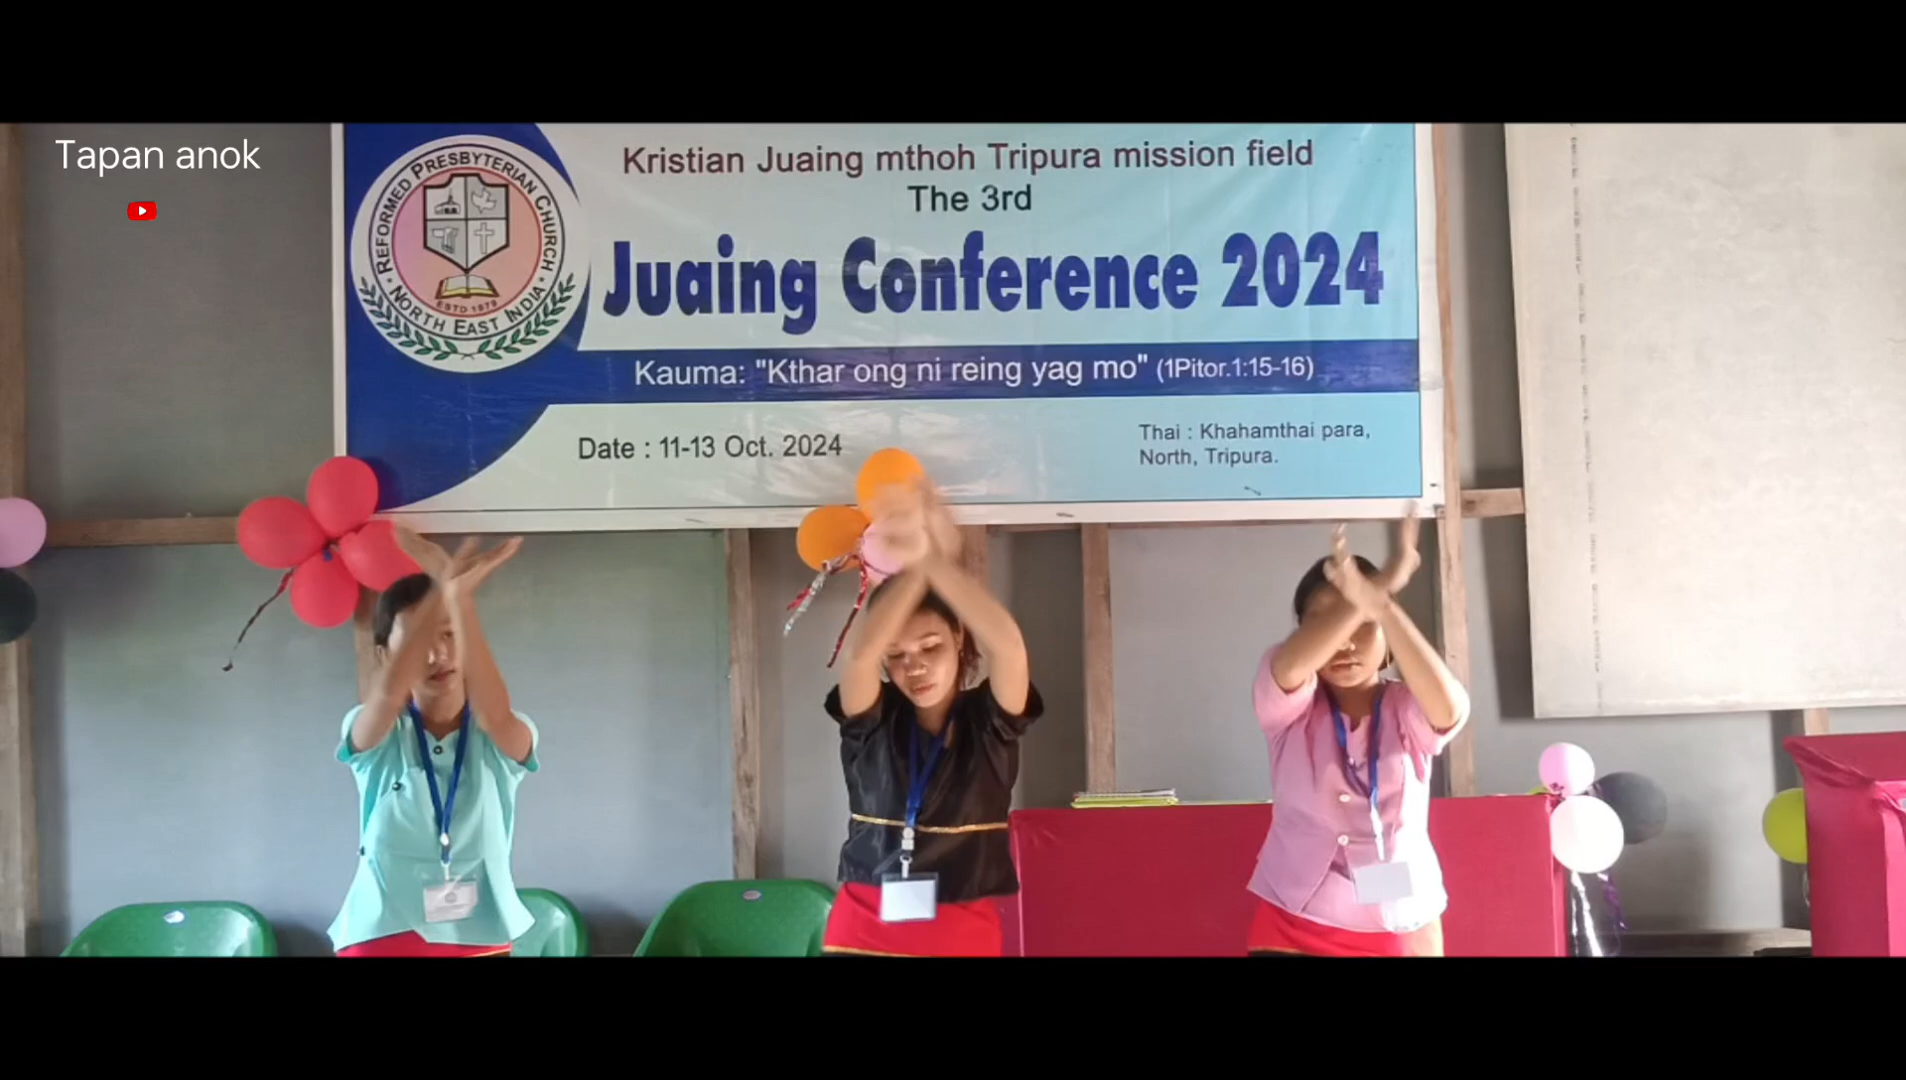 Tapan anok
REFORMED PRESBYTERIAN CHURCH
NORTH EAST INDIA
ESTD 1979
Kristian Juaing mthoh Tripura mission field
The 3rd
Juaing Conference 2024
Kauma: "Kthar ong ni reing yag mo" (1Pitor.1:15-16)
Date : 11-13 Oct. 2024
Thai : Khahamthai para,
North, Tripura.